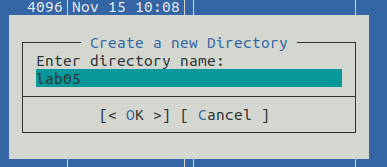 4096 Nov 15 10:08
Create a new Directory
Enter directory name:
lab05
[< OK >] [ Cancel ]